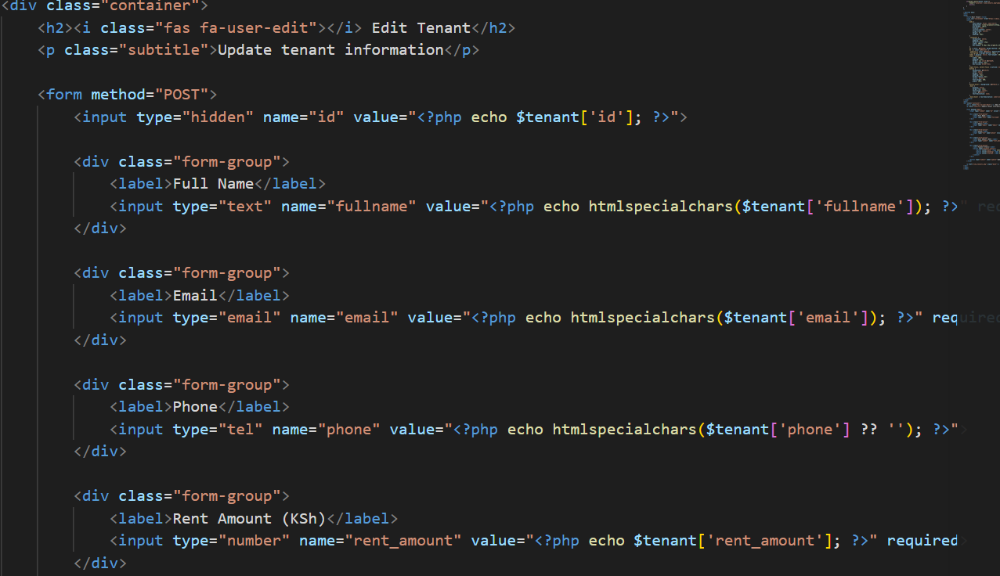 <div class="container">
<h2><i class="fas fa-user-edit"></i> Edit Tenant</h2>
<p class="subtitle">Update tenant information</p>
<form method="POST">
<input type="hidden" name="id" value="<?php echo $tenant['id']; ?>">
<div class="form-group">
<label>Full Name</label>
<input type="text" name="fullname" value="<?php echo htmlspecialchars($tenant['fullname']); ?>" req
</div>
<div class="form-group">
<label>Email</label>
<input type="email" name="email" value="<?php echo htmlspecialchars($tenant['email']); ?>" required
</div>
<div class="form-group">
<label>Phone</label>
<input type="tel" name="phone" value="<?php echo htmlspecialchars($tenant['phone'] ?? ''); ?>">
</div>
<div class="form-group">
<label>Rent Amount (KSh)</label>
<input type="number" name="rent_amount" value="<?php echo $tenant['rent_amount']; ?>" required>
</div>